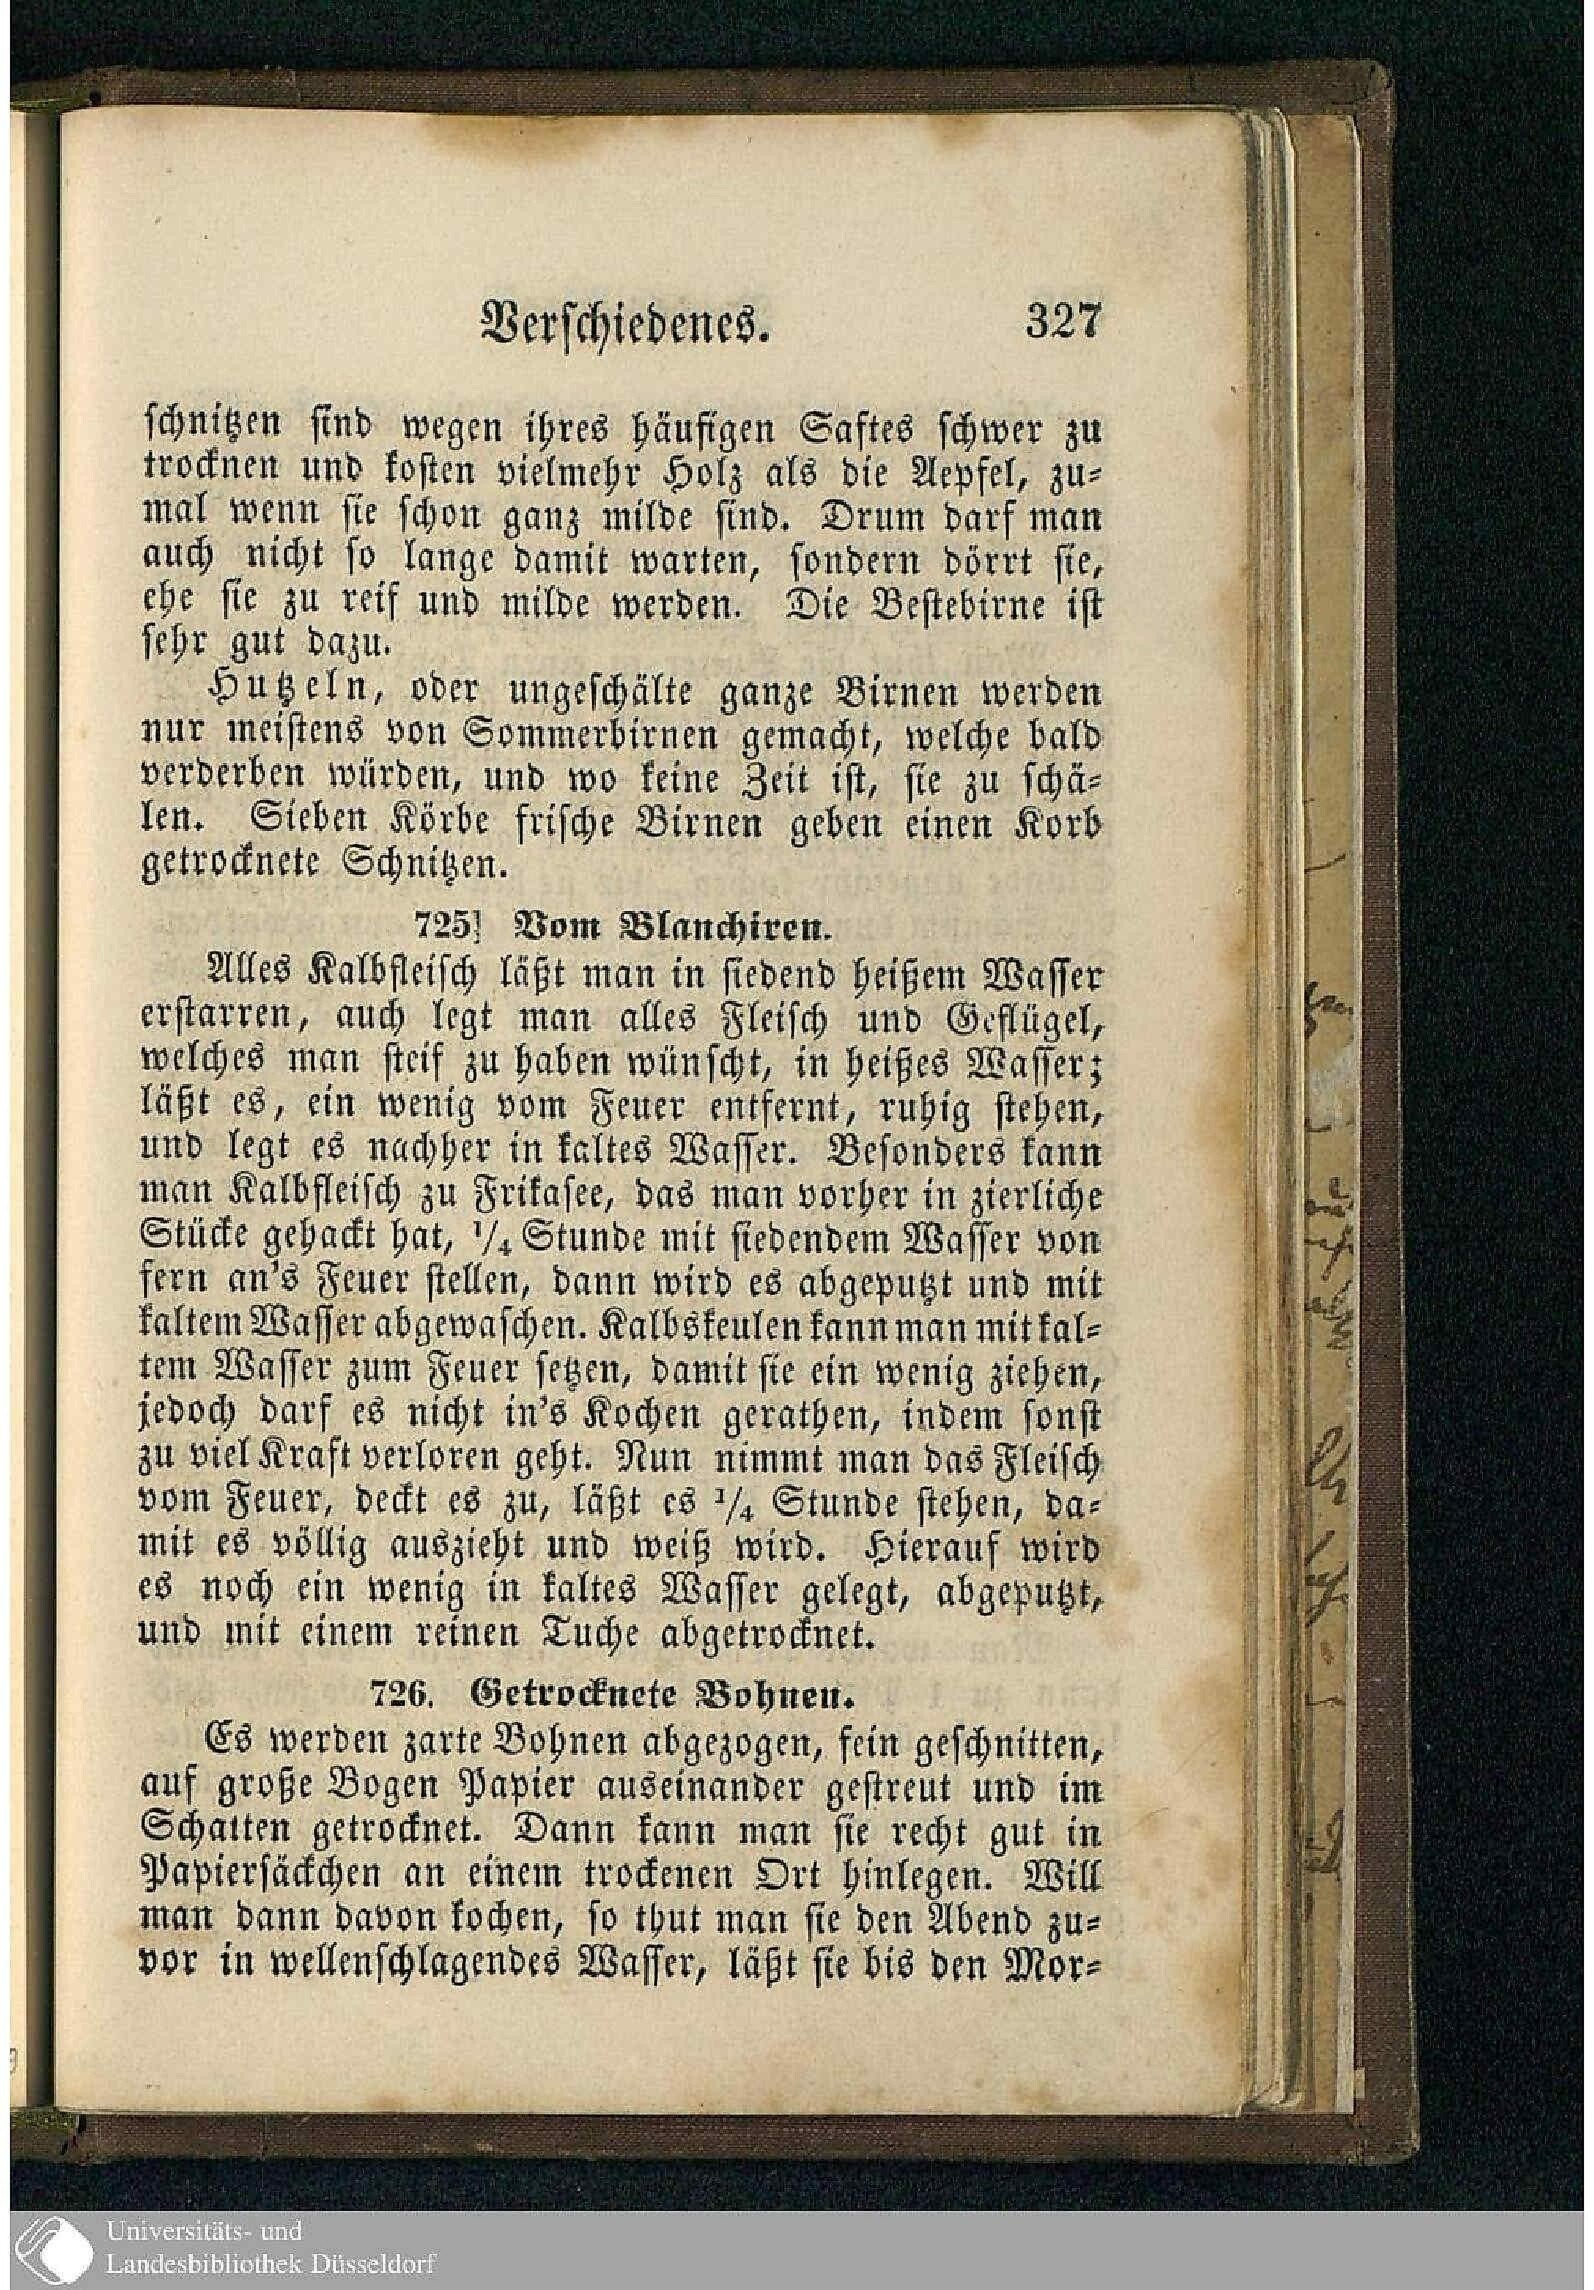 Verschiedenes. 327
schnitzen sind wegen ihres häufigen Saftes schwer zu
trocknen und kosten vielmehr Holz als die Aepfel, zu=
mal wenn sie schon ganz milde sind. Drum darf man
auch nicht so lange damit warten, sondern dörrt sie,
ehe sie zu reif und milde werden. Die Bestebirne ist
sehr gut dazu.
Hutzeln, oder ungeschälte ganze Birnen werden
nur meistens von Sommerbirnen gemacht, welche bald
verderben würden, und wo keine Zeit ist, sie zu schä=
len. Sieben Körbe frische Birnen geben einen Korb
getrocknete Schnitzen.
725] Vom Blanchiren.
Alles Kalbfleisch läßt man in siedend heißem Wasser
erstarren, auch legt man alles Fleisch und Geflügel,
welches man steif zu haben wünscht, in heißes Wasser;
läßt es, ein wenig vom Feuer entfernt, ruhig stehen,
und legt es nachher in kaltes Wasser. Besonders kann
man Kalbfleisch zu Frikasee, das man vorher in zierliche
Stücke gehackt hat, 1/4 Stunde mit siedendem Wasser von
fern an's Feuer stellen, dann wird es abgeputzt und mit
kaltem Wasser abgewaschen. Kalbskeulen kann man mit kal=
tem Wasser zum Feuer setzen, damit sie ein wenig ziehen,
jedoch darf es nicht in's Kochen gerathen, indem sonst
zu viel Kraft verloren geht. Nun nimmt man das Fleisch
vom Feuer, deckt es zu, läßt es 1/4 Stunde stehen, da=
mit es völlig auszieht und weiß wird. Hierauf wird
es noch ein wenig in kaltes Wasser gelegt, abgeputzt,
und mit einem reinen Tuche abgetrocknet.
726. Getrocknete Bohnen.
Es werden zarte Bohnen abgezogen, fein geschnitten,
auf große Bogen Papier auseinander gestreut und im
Schatten getrocknet. Dann kann man sie recht gut in
Papiersäckchen an einem trockenen Ort hinlegen. Will
man dann davon kochen, so thut man sie den Abend zu=
vor in wellenschlagendes Wasser, läßt sie bis den Mor=
Universitäts- und
Landesbibliothek Düsseldorf